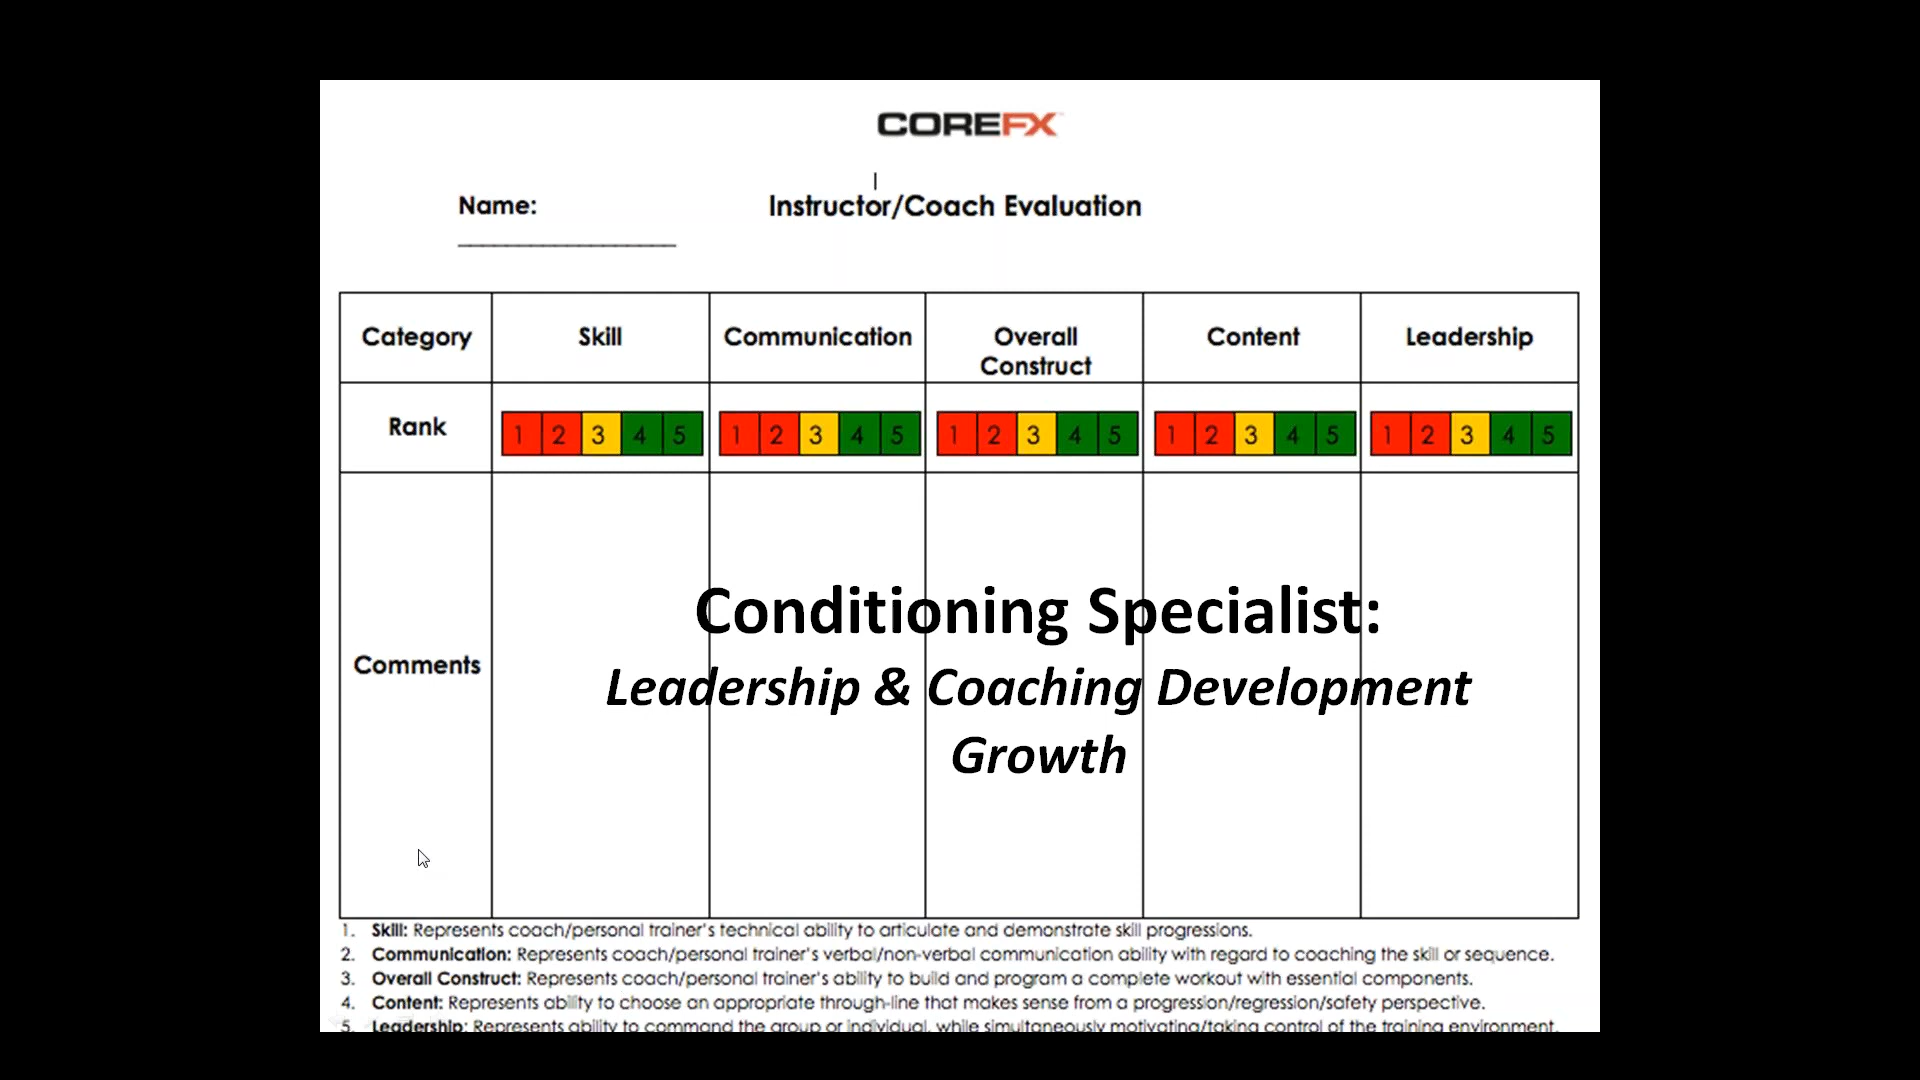 COREFX
Name: Instructor/Coach Evaluation
Category Skill Communication Overall Construct Content Leadership
Rank 1 2 3 4 5 1 2 3 4 5 1 2 3 4 5 1 2 3 4 5 1 2 3 4 5
Comments
Conditioning Specialist:
Leadership & Coaching Development
Growth
1. Skill: Represents coach/personal trainer's technical ability to articulate and demonstrate skill progressions.
2. Communication: Represents coach/personal trainer's verbal/non-verbal communication ability with regard to coaching the skill or sequence.
3. Overall Construct: Represents coach/personal trainer's ability to build and program a complete workout with essential components.
4. Content: Represents ability to choose an appropriate through-line that makes sense from a progression/regression/safety perspective.
5. Leadership: Represents ability to command the group or individual, while simultaneously motivating/taking control of the training environment.